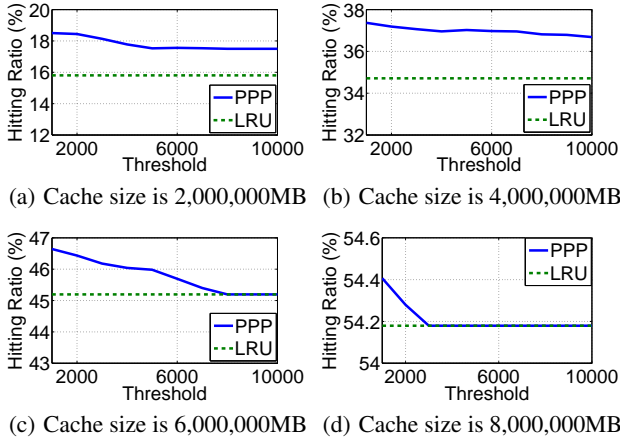 20
18
16
14
12
Hitting Ratio (%)
PPP
LRU
2000 6000 10000
Threshold
(a) Cache size is 2,000,000MB
38
36
34
32
Hitting Ratio (%)
PPP
LRU
2000 6000 10000
Threshold
(b) Cache size is 4,000,000MB
47
46
45
44
43
Hitting Ratio (%)
PPP
LRU
2000 6000 10000
Threshold
(c) Cache size is 6,000,000MB
54.6
54.4
54.2
54
Hitting Ratio (%)
PPP
LRU
2000 6000 10000
Threshold
(d) Cache size is 8,000,000MB